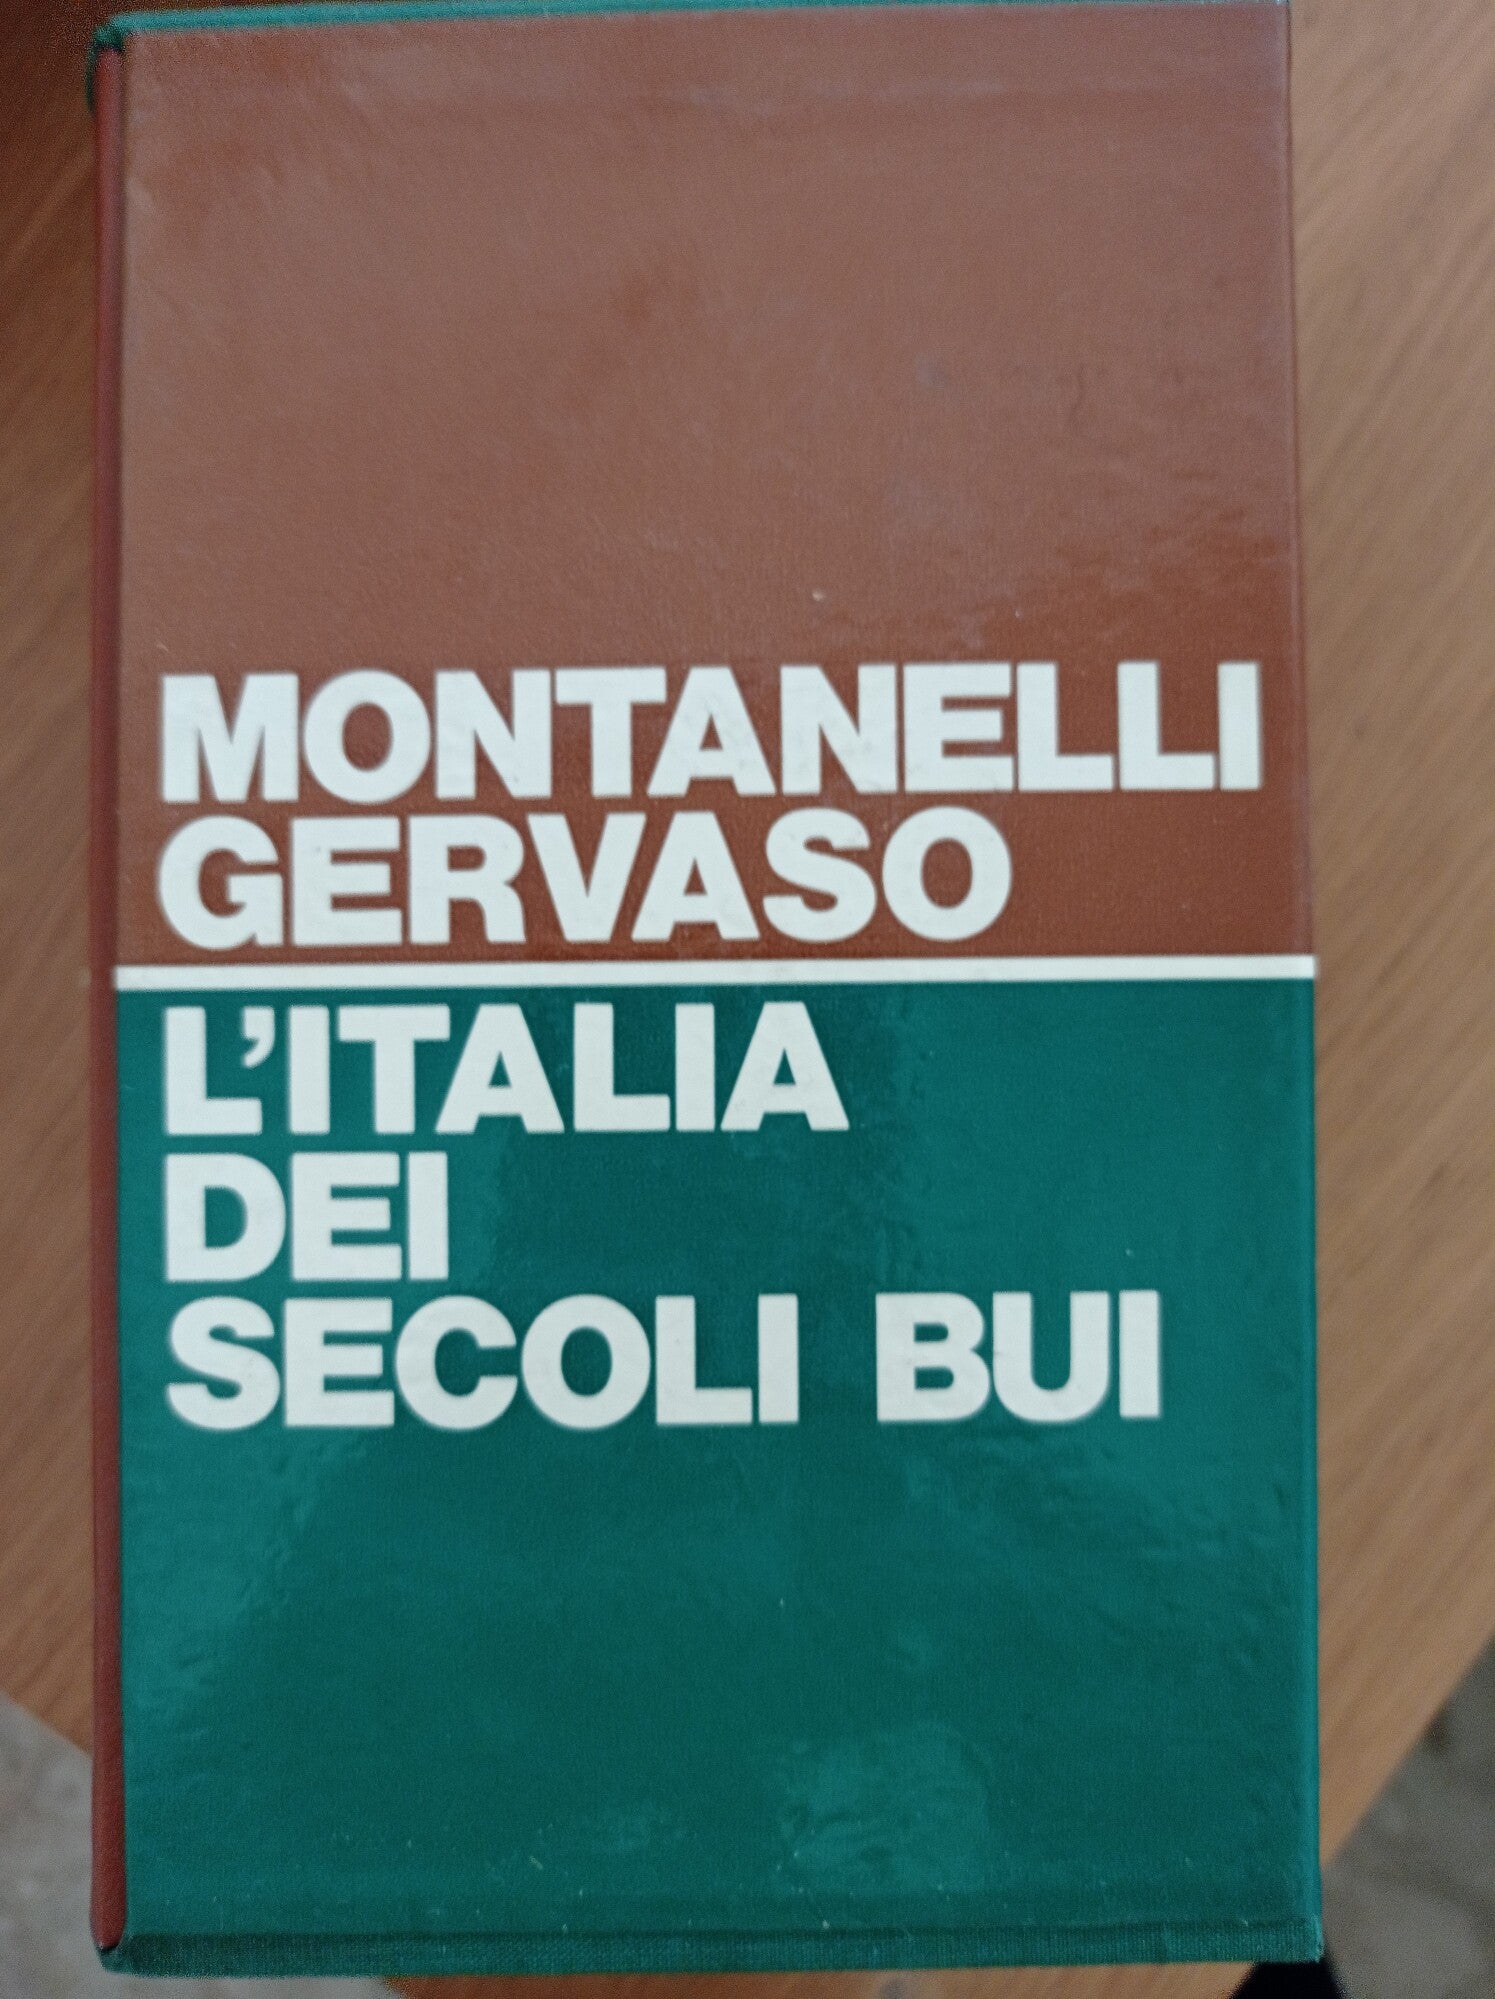 MONTANELLI
GERVASO
L'ITALIA
DEI
SECOLI BUI